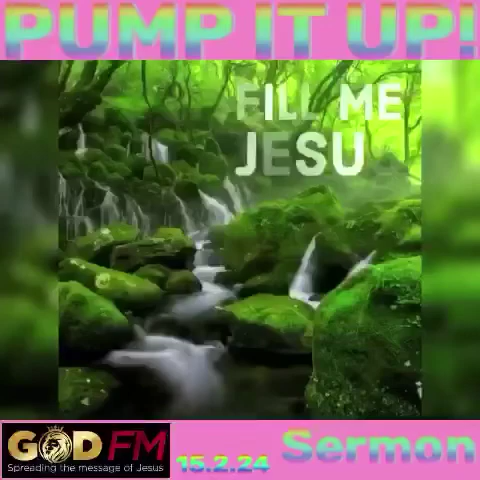 PUMP IT UP!
FILL ME
JESU
GOD FM
Spreading the message of Jesus
15.2.24
Sermon